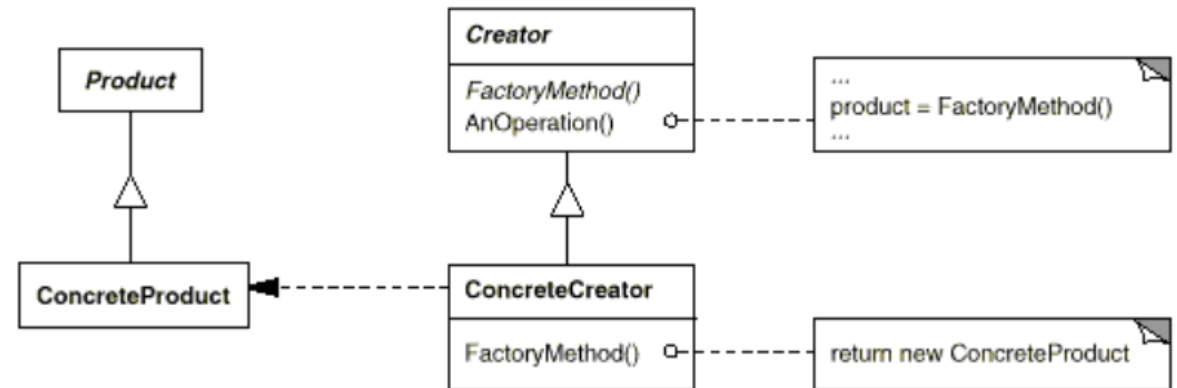 Product
ConcreteProduct
Creator
FactoryMethod()
AnOperation()
...
product = FactoryMethod()
...
ConcreteCreator
FactoryMethod()
return new ConcreteProduct